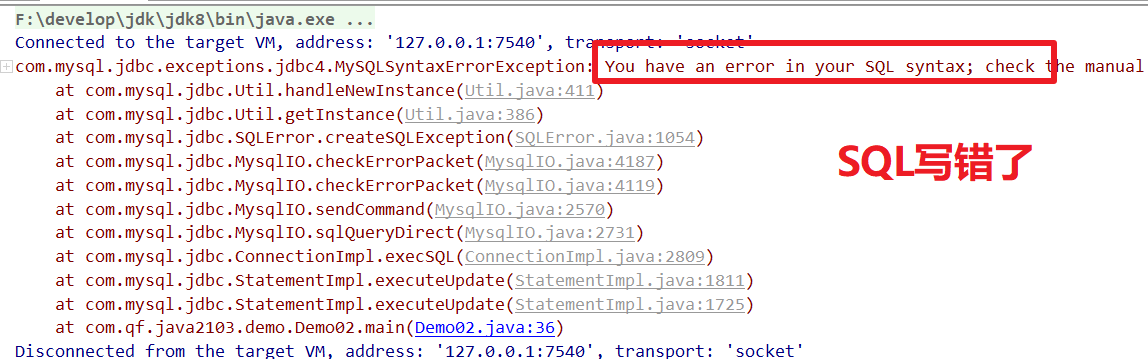 F:\develop\jdk\jdk8\bin\java.exe ...
Connected to the target VM, address: '127.0.0.1:7540', transport: 'socket'
com.mysql.jdbc.exceptions.jdbc4.MySQLSyntaxErrorException: You have an error in your SQL syntax; check the manual
at com.mysql.jdbc.Util.handleNewInstance(Util.java:411)
at com.mysql.jdbc.Util.getInstance(Util.java:386)
at com.mysql.jdbc.SQLError.createSQLException(SQLError.java:1054)
at com.mysql.jdbc.MysqlIO.checkErrorPacket(MysqlIO.java:4187)
at com.mysql.jdbc.MysqlIO.checkErrorPacket(MysqlIO.java:4119)
at com.mysql.jdbc.MysqlIO.sendCommand(MysqlIO.java:2570)
at com.mysql.jdbc.MysqlIO.sqlQueryDirect(MysqlIO.java:2731)
at com.mysql.jdbc.ConnectionImpl.execSQL(ConnectionImpl.java:2809)
at com.mysql.jdbc.StatementImpl.executeUpdate(StatementImpl.java:1811)
at com.mysql.jdbc.StatementImpl.executeUpdate(StatementImpl.java:1725)
at com.qf.java2103.demo.Demo02.main(Demo02.java:36)
Disconnected from the target VM, address: '127.0.0.1:7540', transport: 'socket'
SQL写错了